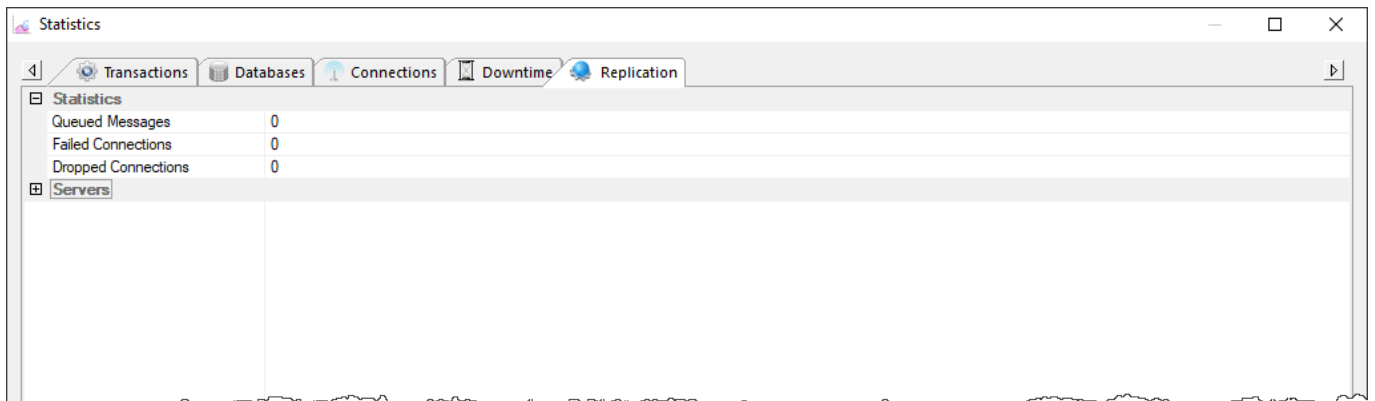 Statistics
Transactions Databases Connections Downtime Replication
Statistics
Queued Messages 0
Failed Connections 0
Dropped Connections 0
Servers